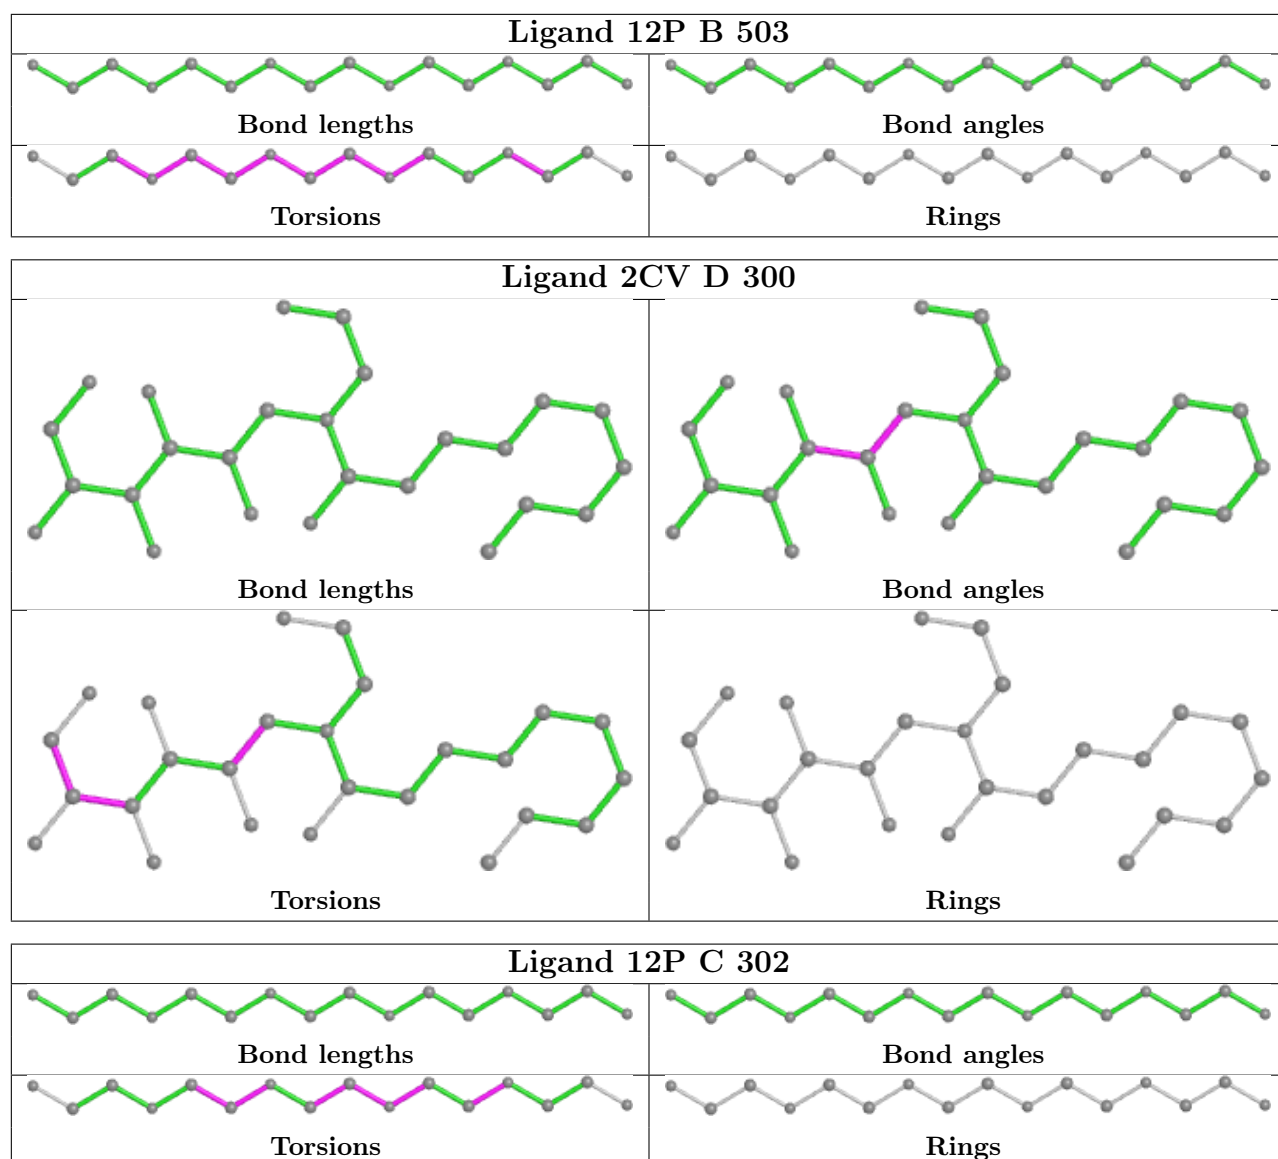 Ligand 12P B 503
Bond lengths
Bond angles
Torsions
Rings
Ligand 2CV D 300
Bond lengths
Bond angles
Torsions
Rings
Ligand 12P C 302
Bond lengths
Bond angles
Torsions
Rings